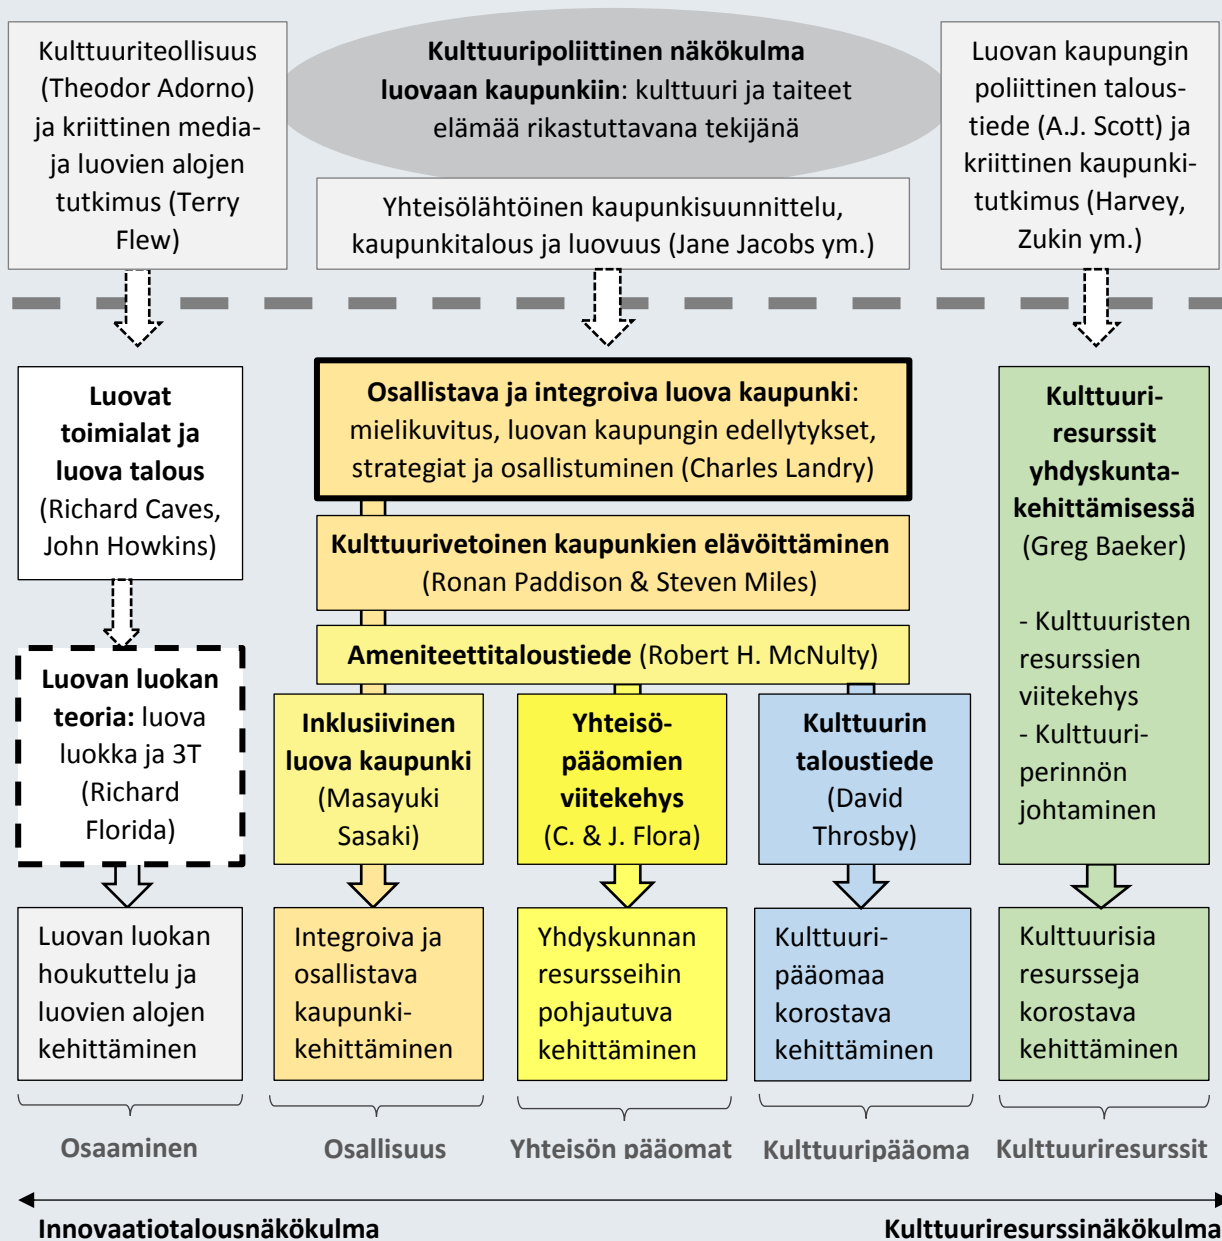 Kulttuuriteollisuus
(Theodor Adorno)
ja kriittinen media-
ja luovien alojen
tutkimus (Terry
Flew)
Kulttuuripoliittinen näkökulma
luovaan kaupunkiin: kulttuuri ja taiteet
elämää rikastuttavana tekijänä
Yhteisölähtöinen kaupunkisuunnittelu,
kaupunkitalous ja luovuus (Jane Jacobs ym.)
Luovan kaupungin
poliittinen talous-
tiede (A.J. Scott) ja
kriittinen kaupunki-
tutkimus (Harvey,
Zukin ym.)
Luovat
toimialat ja
luova talous
(Richard Caves,
John Howkins)
Osallistava ja integroiva luova kaupunki:
mielikuvitus, luovan kaupungin edellytykset,
strategiat ja osallistuminen (Charles Landry)
Kulttuurivetoinen kaupunkien elävöittäminen
(Ronan Paddison & Steven Miles)
Ameniteettitaloustiede (Robert H. McNulty)
Kulttuuri-
resurssit
yhdyskunta-
kehittämisessä
(Greg Baeker)
- Kulttuuristen
resurssien
viitekehys
- Kulttuuri-
perinnön
johtaminen
Luovan luokan
teoria: luova
luokka ja 3T
(Richard
Florida)
Inklusiivinen
luova kaupunki
(Masayuki
Sasaki)
Yhteisö-
pääomien
viitekehys
(C. & J. Flora)
Kulttuurin
taloustiede
(David
Throsby)
Luovan luokan
houkuttelu ja
luovien alojen
kehittäminen
Integroiva ja
osallistava
kaupunki-
kehittäminen
Yhdyskunnan
resursseihin
pohjautuva
kehittäminen
Kulttuuri-
pääomaa
korostava
kehittäminen
Kulttuurisia
resursseja
korostava
kehittäminen
Osaaminen
Osallisuus
Yhteisön pääomat
Kulttuuripääoma
Kulttuuriresurssit
Innovaatiotalousnäkökulma
Kulttuuriresurssinäkökulma